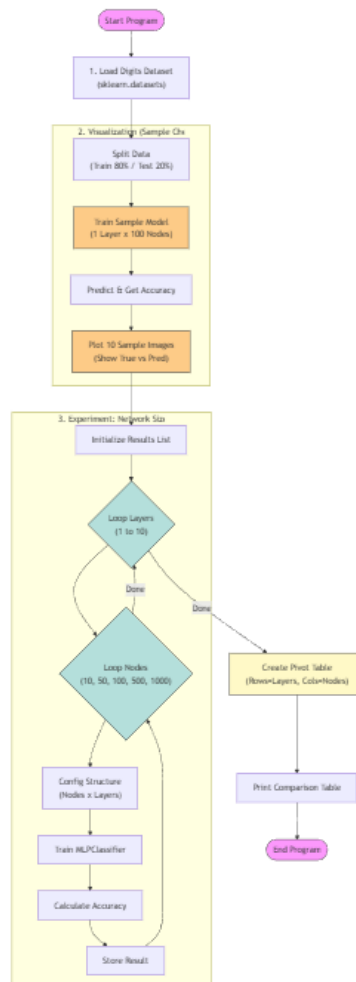 Start Program
1. Load Digits Dataset
(sklearn.datasets)
2. Visualization (Sample Che
Split Data
(Train 80% / Test 20%)
Train Sample Model
(1 Layer x 100 Nodes)
Predict & Get Accuracy
Plot 10 Sample Images
(Show True vs Pred)
3. Experiment: Network Size
Initialize Results List
Loop Layers
(1 to 10)
Done
Done
Loop Nodes
(10, 50, 100, 500, 1000)
Create Pivot Table
(Rows=Layers, Cols=Nodes)
Config Structure
(Nodes x Layers)
Print Comparison Table
Train MLPClassifier
End Program
Calculate Accuracy
Store Result